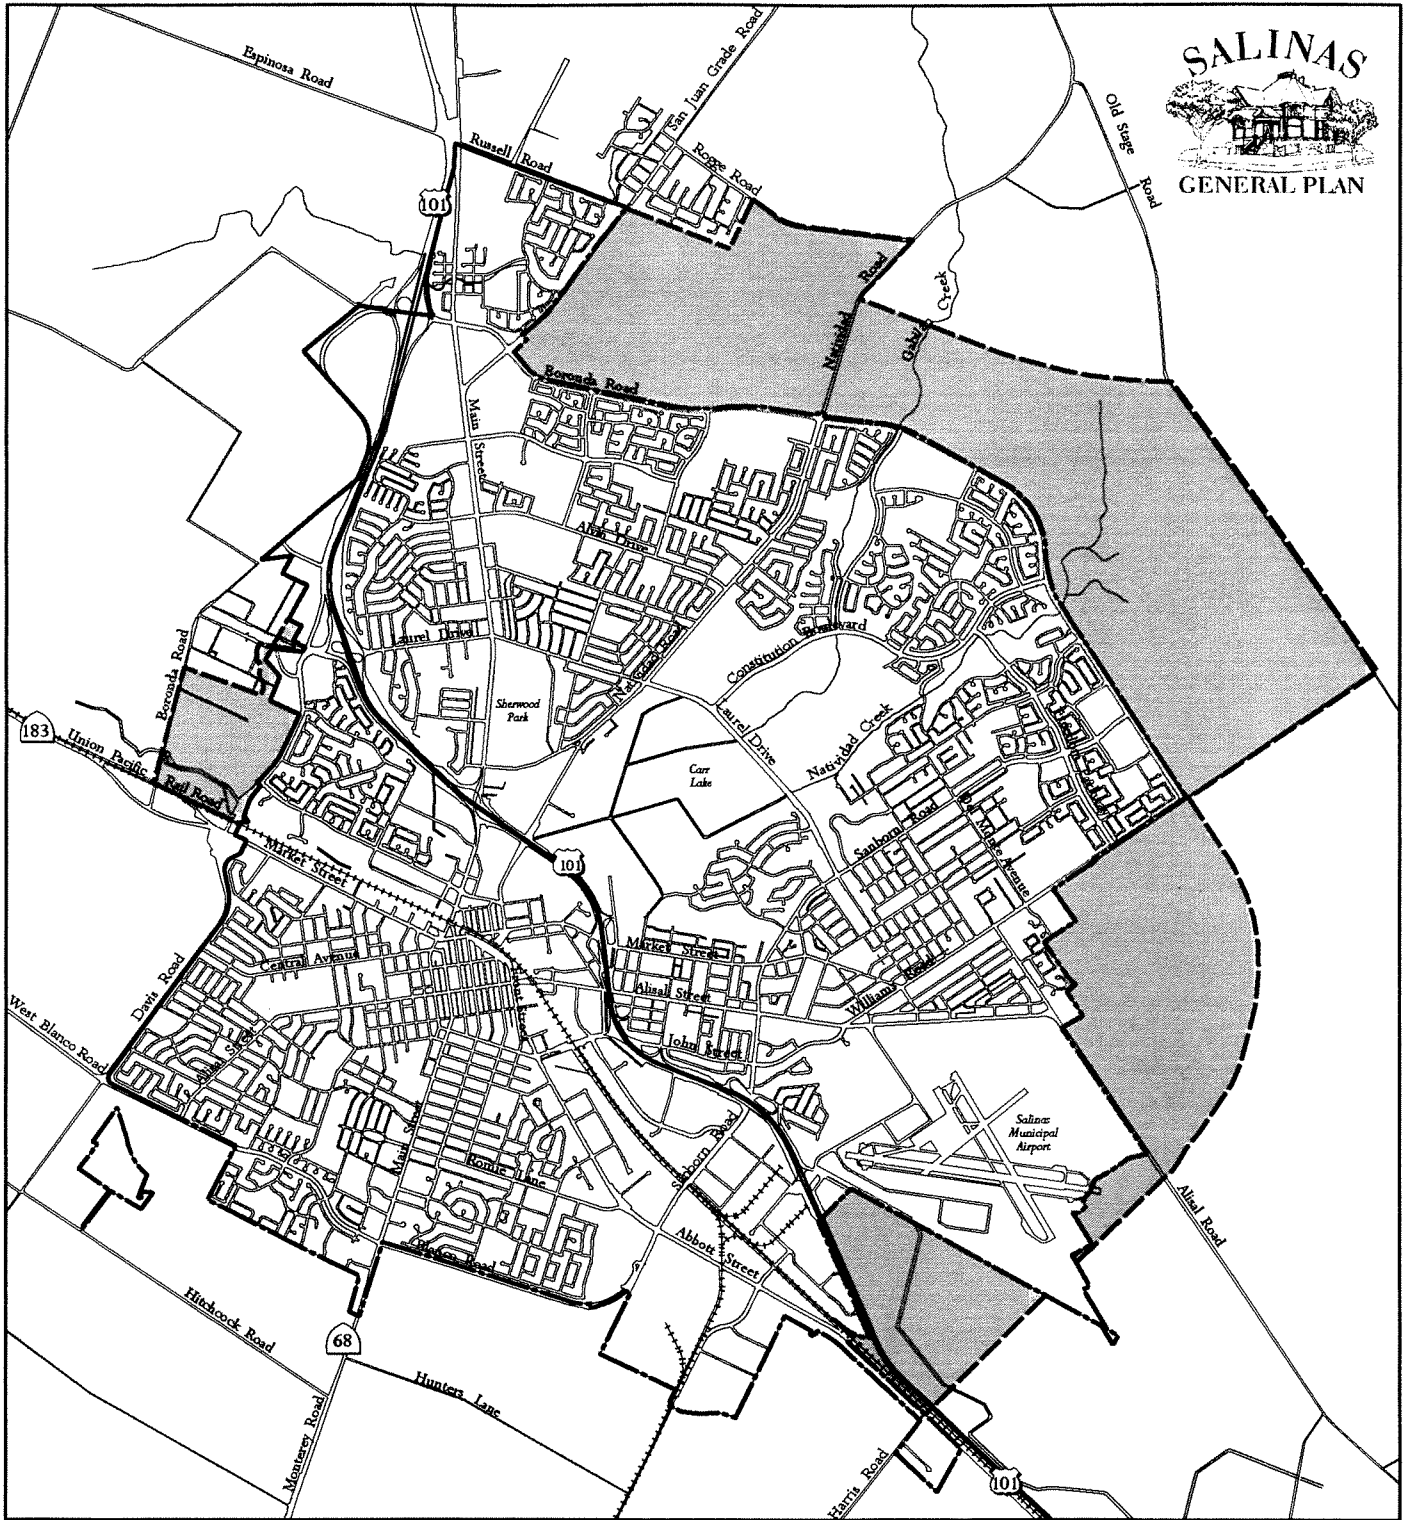 SALINAS
GENERAL PLAN
Espinosa Road
San Juan Grade Road
Old Stage Road
Russell Road
Rogge Road
101
Natividad Road
Gabilan Creek
Boronda Road
Main Street
Alvin Drive
Laurel Drive
Natividad Road
Constitution Boulevard
Boronda Road
Sherwood
Park
Laurel Drive
Natividad Creek
183
Union Pacific Rail Road
Carr
Lake
Sanborn Road
Del Monte Avenue
Market Street
101
Central Avenue
Market Street
Williams Road
Alisal Street
Davis Road
West Blanco Road
Alisal Street
John Street
Salinas
Municipal
Airport
Main Street
Romie Lane
Sanborn Road
Alisal Road
Abbott Street
Hitchcock Road
68
Hunters Lane
Monterey Road
Harris Road
101